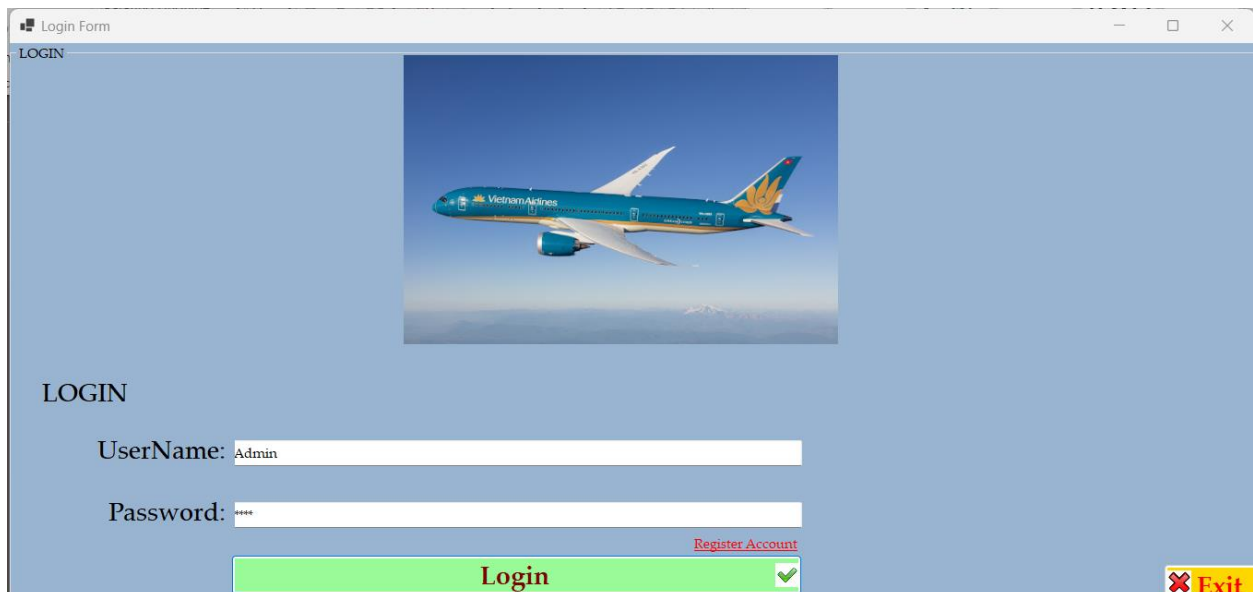 Login Form
LOGIN
Vietnam Airlines
LOGIN
UserName: Admin
Password: ****
Register Account
Login
Exit